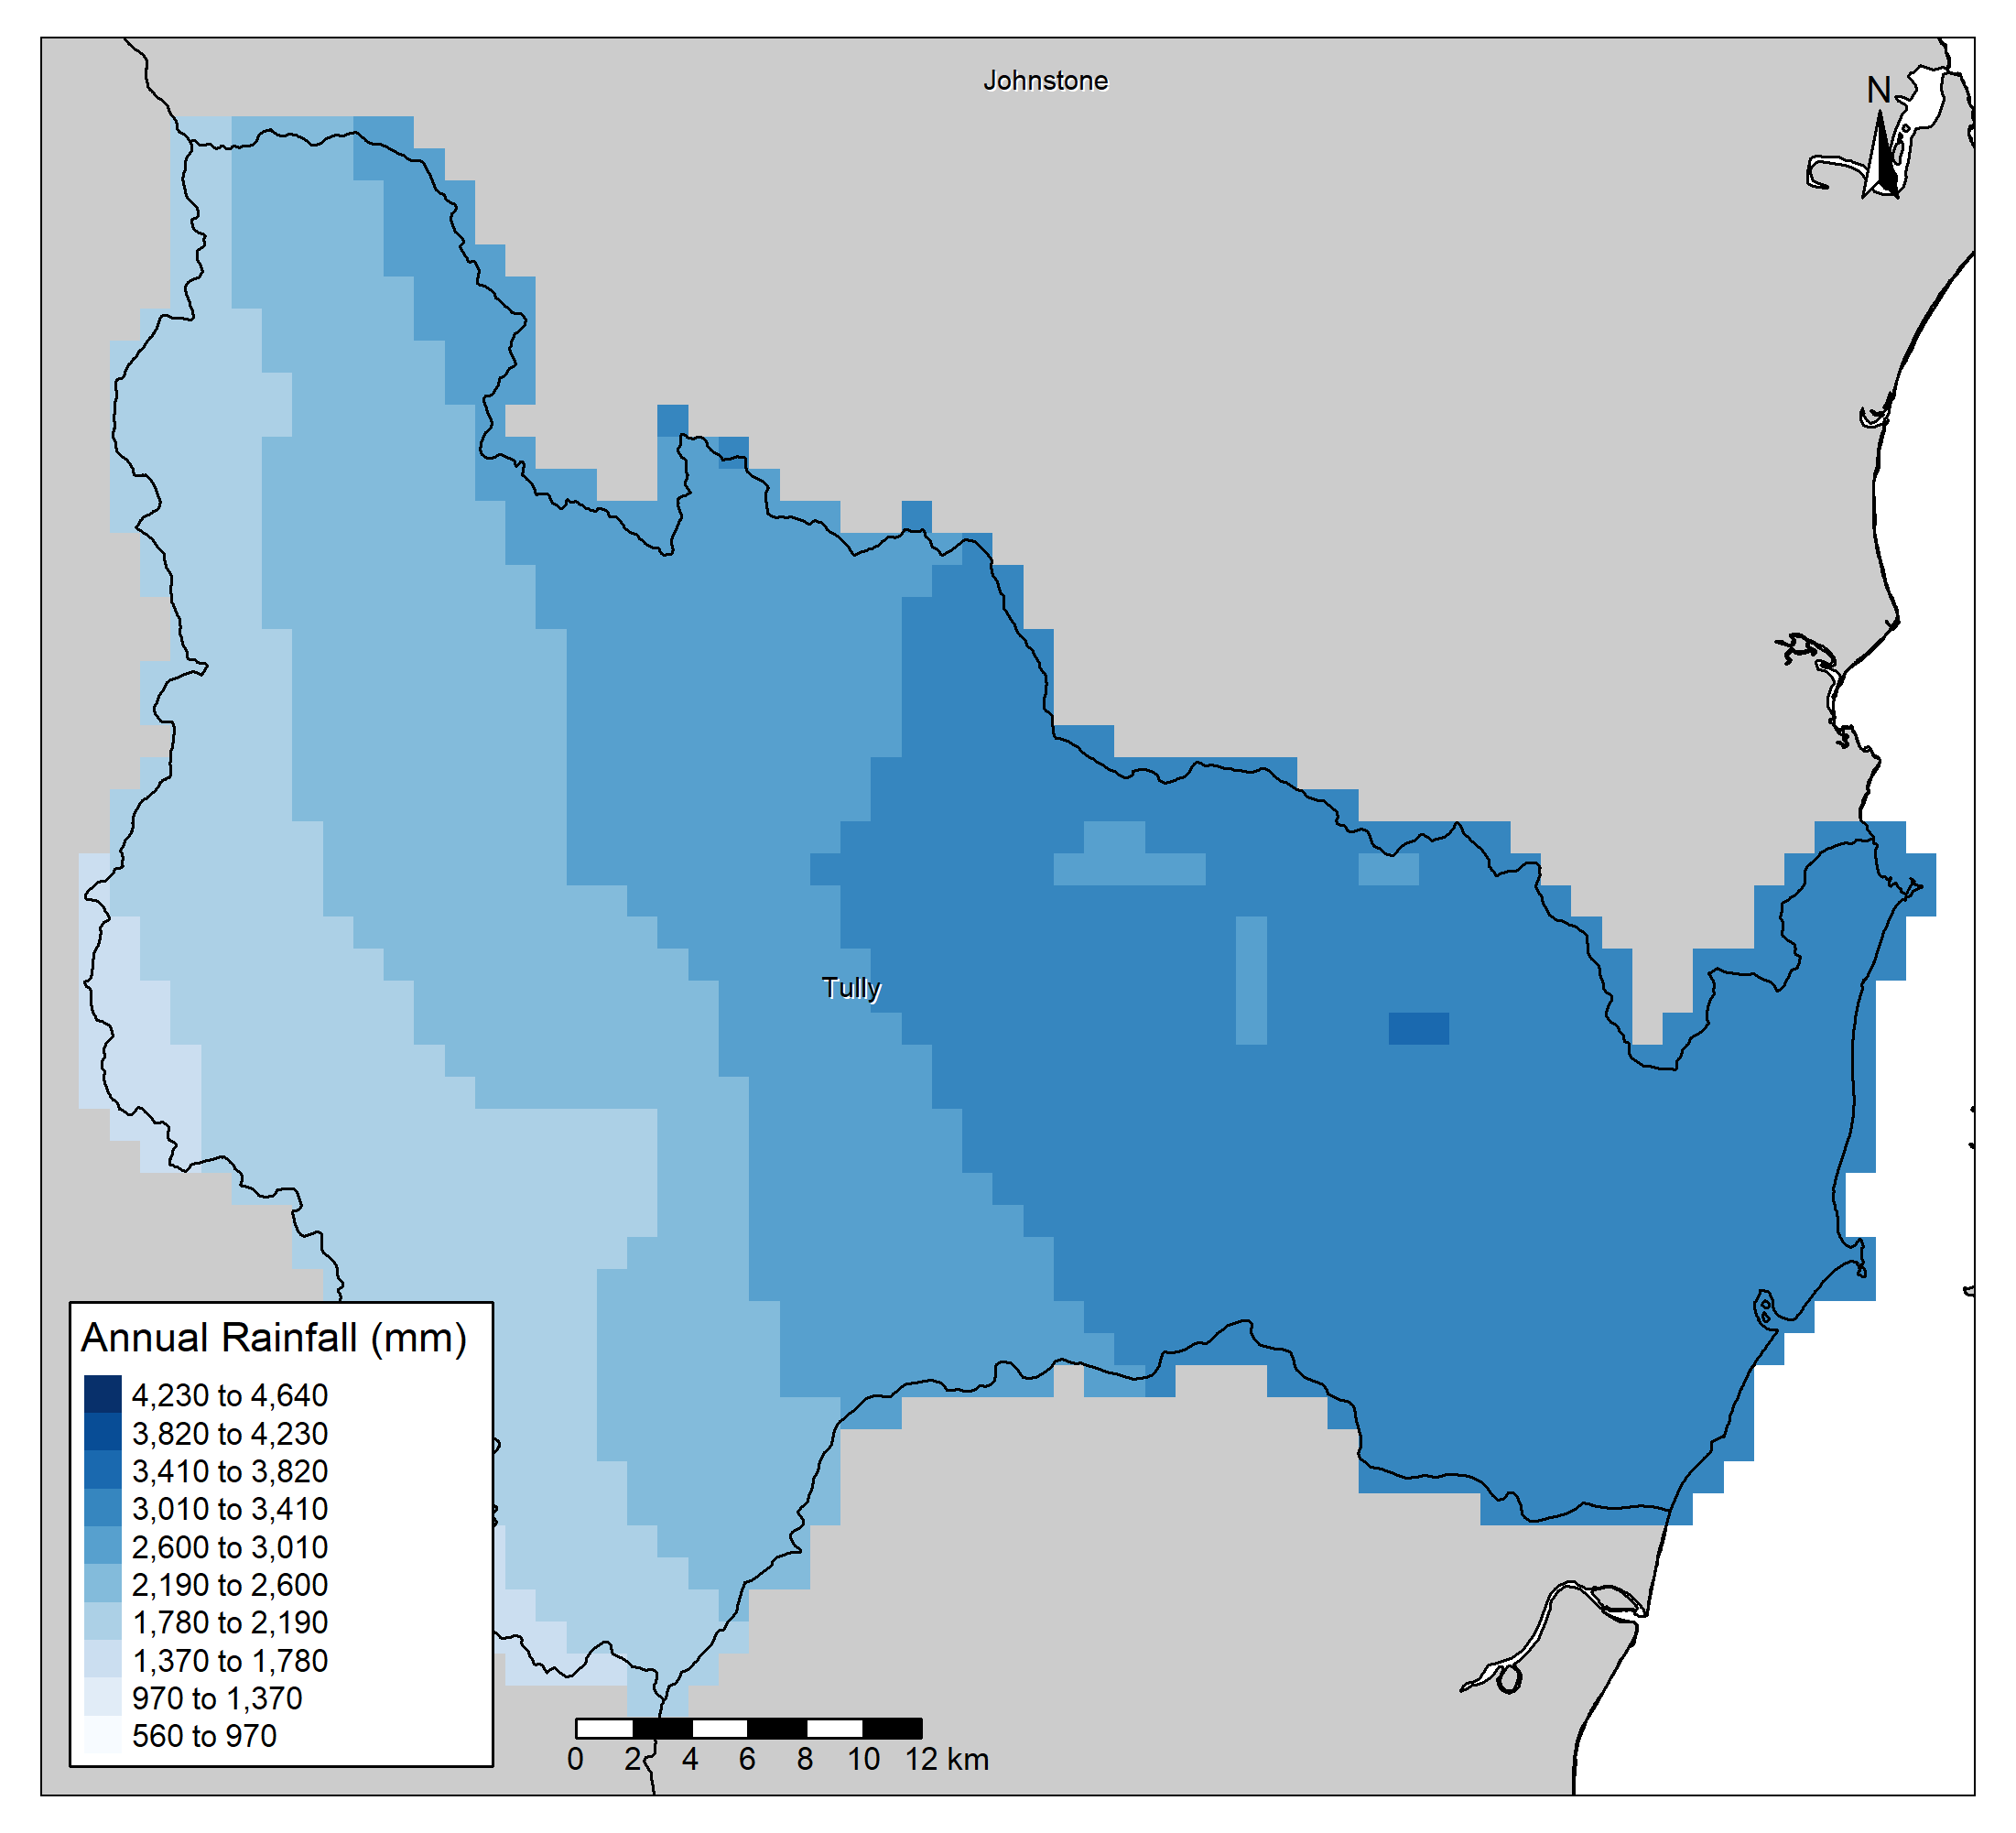 Johnstone
N
Tully
Annual Rainfall (mm)
4,230 to 4,640
3,820 to 4,230
3,410 to 3,820
3,010 to 3,410
2,600 to 3,010
2,190 to 2,600
1,780 to 2,190
1,370 to 1,780
970 to 1,370
560 to 970
0 2 4 6 8 10 12 km